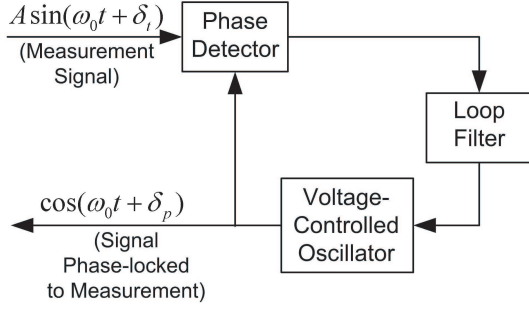 A sin(ω₀t + δₜ)
(Measurement
Signal)
Phase
Detector
Loop
Filter
Voltage-
Controlled
Oscillator
cos(ω₀t + δₚ)
(Signal
Phase-locked
to Measurement)